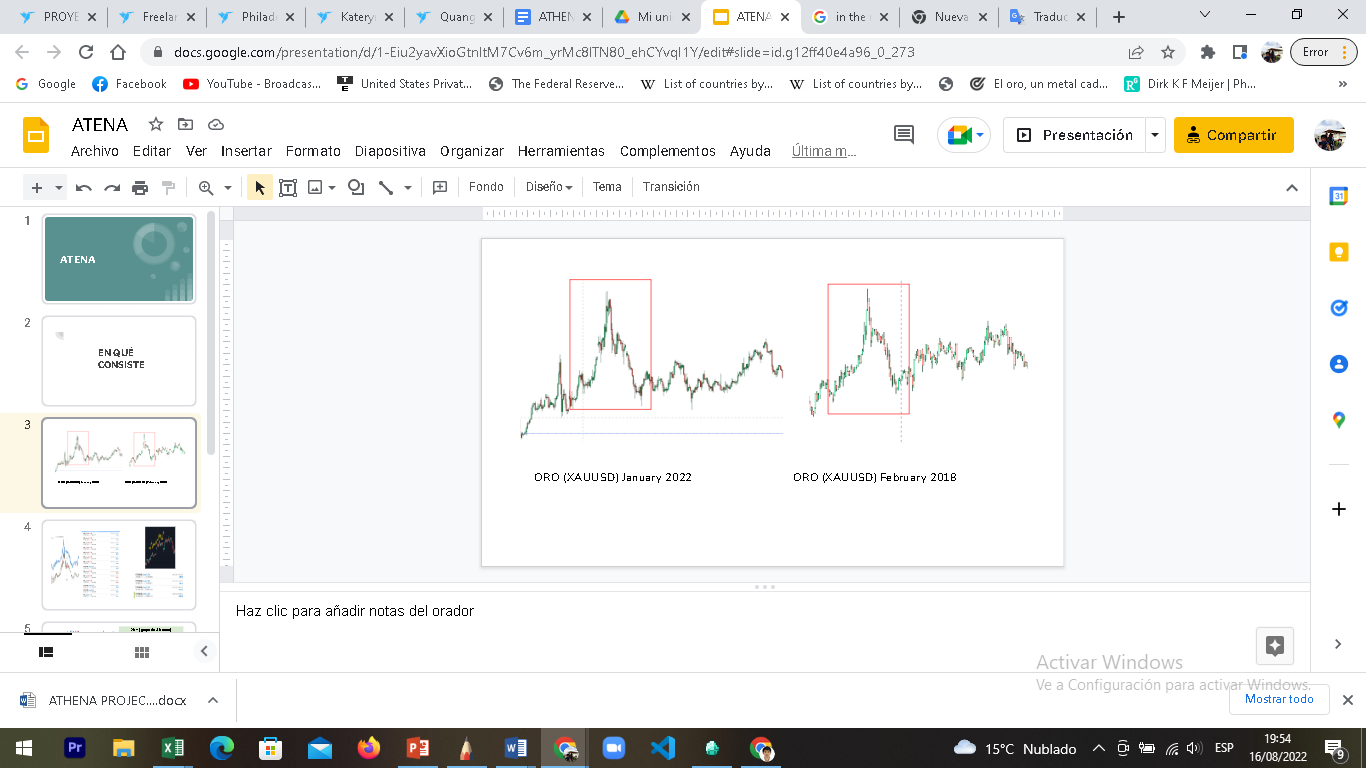 PROYE
Freelar
Philad
Katery
Quang
ATHEN
Mi uni
ATENA
in the
Nueva
Traduc
docs.google.com/presentation/d/1-Eiu2yavXioGtnItM7Cv6m_yrMc8lTN80_ehCYvqI1Y/edit#slide=id.g12ff40e4a96_0_273
Error
Google
Facebook
YouTube - Broadcas...
United States Privat...
The Federal Reserve...
List of countries by...
List of countries by...
El oro, un metal cad...
Dirk K F Meijer | Ph...
ATENA
Archivo Editar Ver Insertar Formato Diapositiva Organizar Herramientas Complementos Ayuda Última m...
Presentación
Compartir
Fondo Diseño Tema Transición
1
ATENA
2
EN QUÉ
CONSISTE
3
4
5
ORO (XAUUSD) January 2022
ORO (XAUUSD) February 2018
Haz clic para añadir notas del orador
Activar Windows
Ve a Configuración para activar Windows.
ATHENA PROJEC....docx
Mostrar todo
Pr
15°C Nublado
ESP
19:54
16/08/2022
9